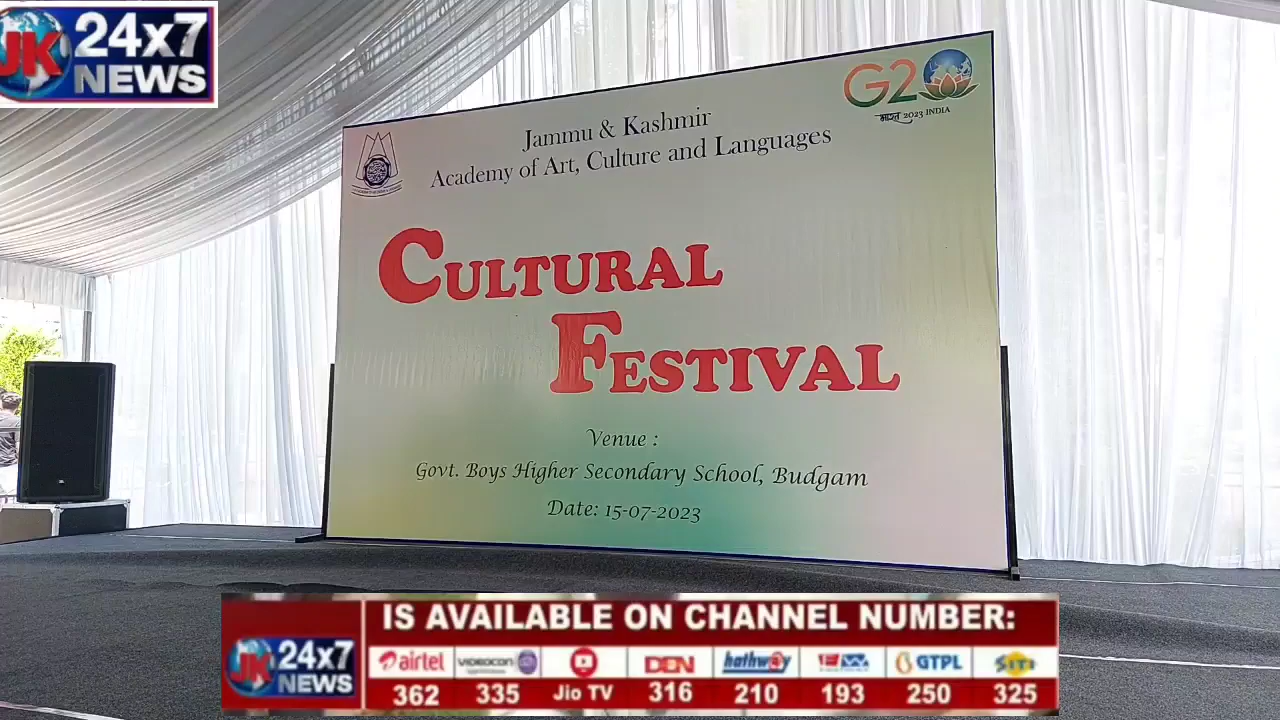 JK 24x7
NEWS
G20
भारत 2023 INDIA
Jammu & Kashmir
Academy of Art, Culture and Languages
CULTURAL
FESTIVAL
Venue :
Govt. Boys Higher Secondary School, Budgam
Date: 15-07-2023
IS AVAILABLE ON CHANNEL NUMBER:
JK 24x7
NEWS
airtel VIDEOCON DEN hathway GTPL SITI
362 335 Jio TV 316 210 193 250 325